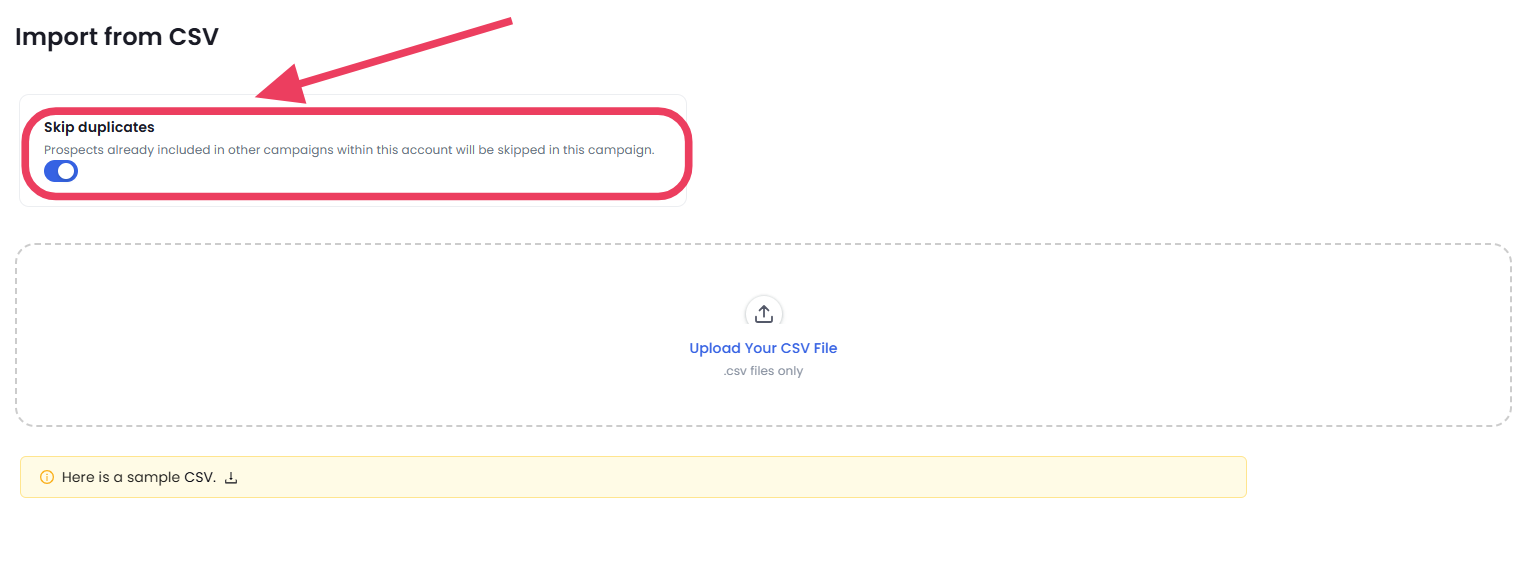 Import from CSV
Skip duplicates
Prospects already included in other campaigns within this account will be skipped in this campaign.
Upload Your CSV File
.csv files only
Here is a sample CSV.